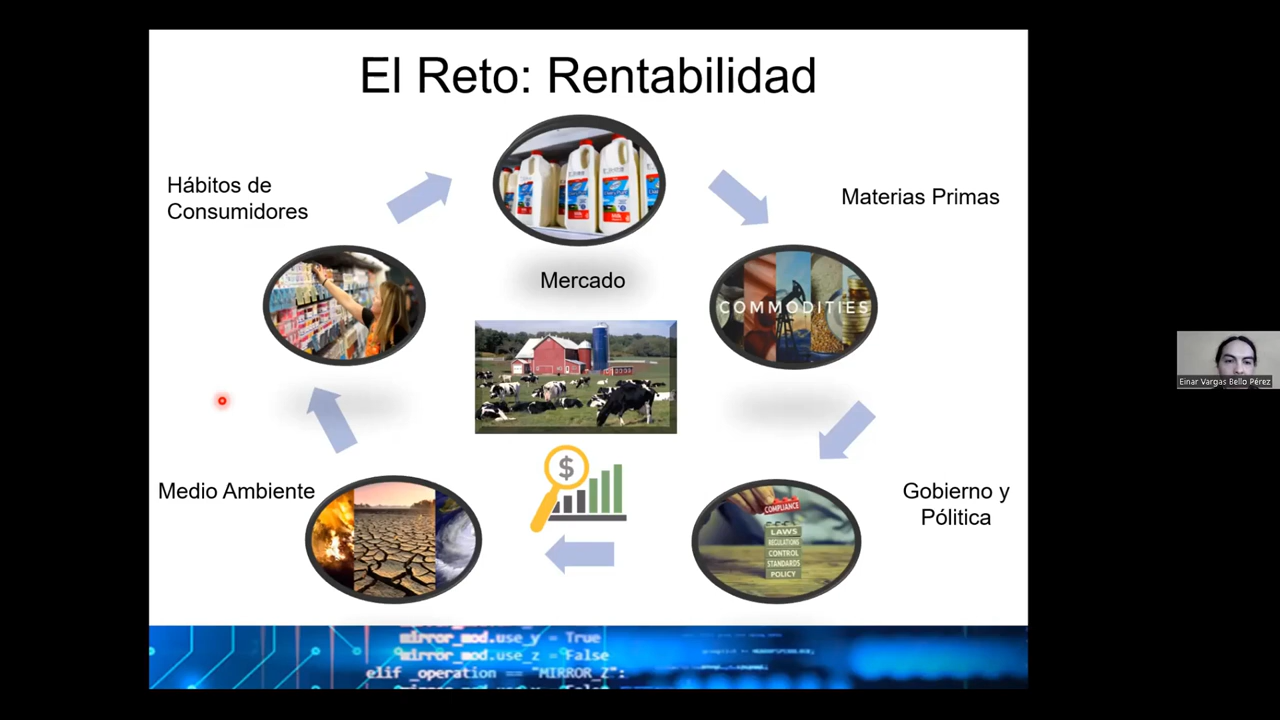 El Reto: Rentabilidad
Hábitos de
Consumidores
Materias Primas
Mercado
COMMODITIES
Einar Vargas Bello Pérez
Medio Ambiente
Gobierno y
Pólitica
COMPLIANCE
LAWS
REGULATIONS
CONTROL
STANDARDS
POLICY
$
mirror_mod.use_y = True
mirror_mod.use_z = False
elif _operation == "MIRROR_Z":